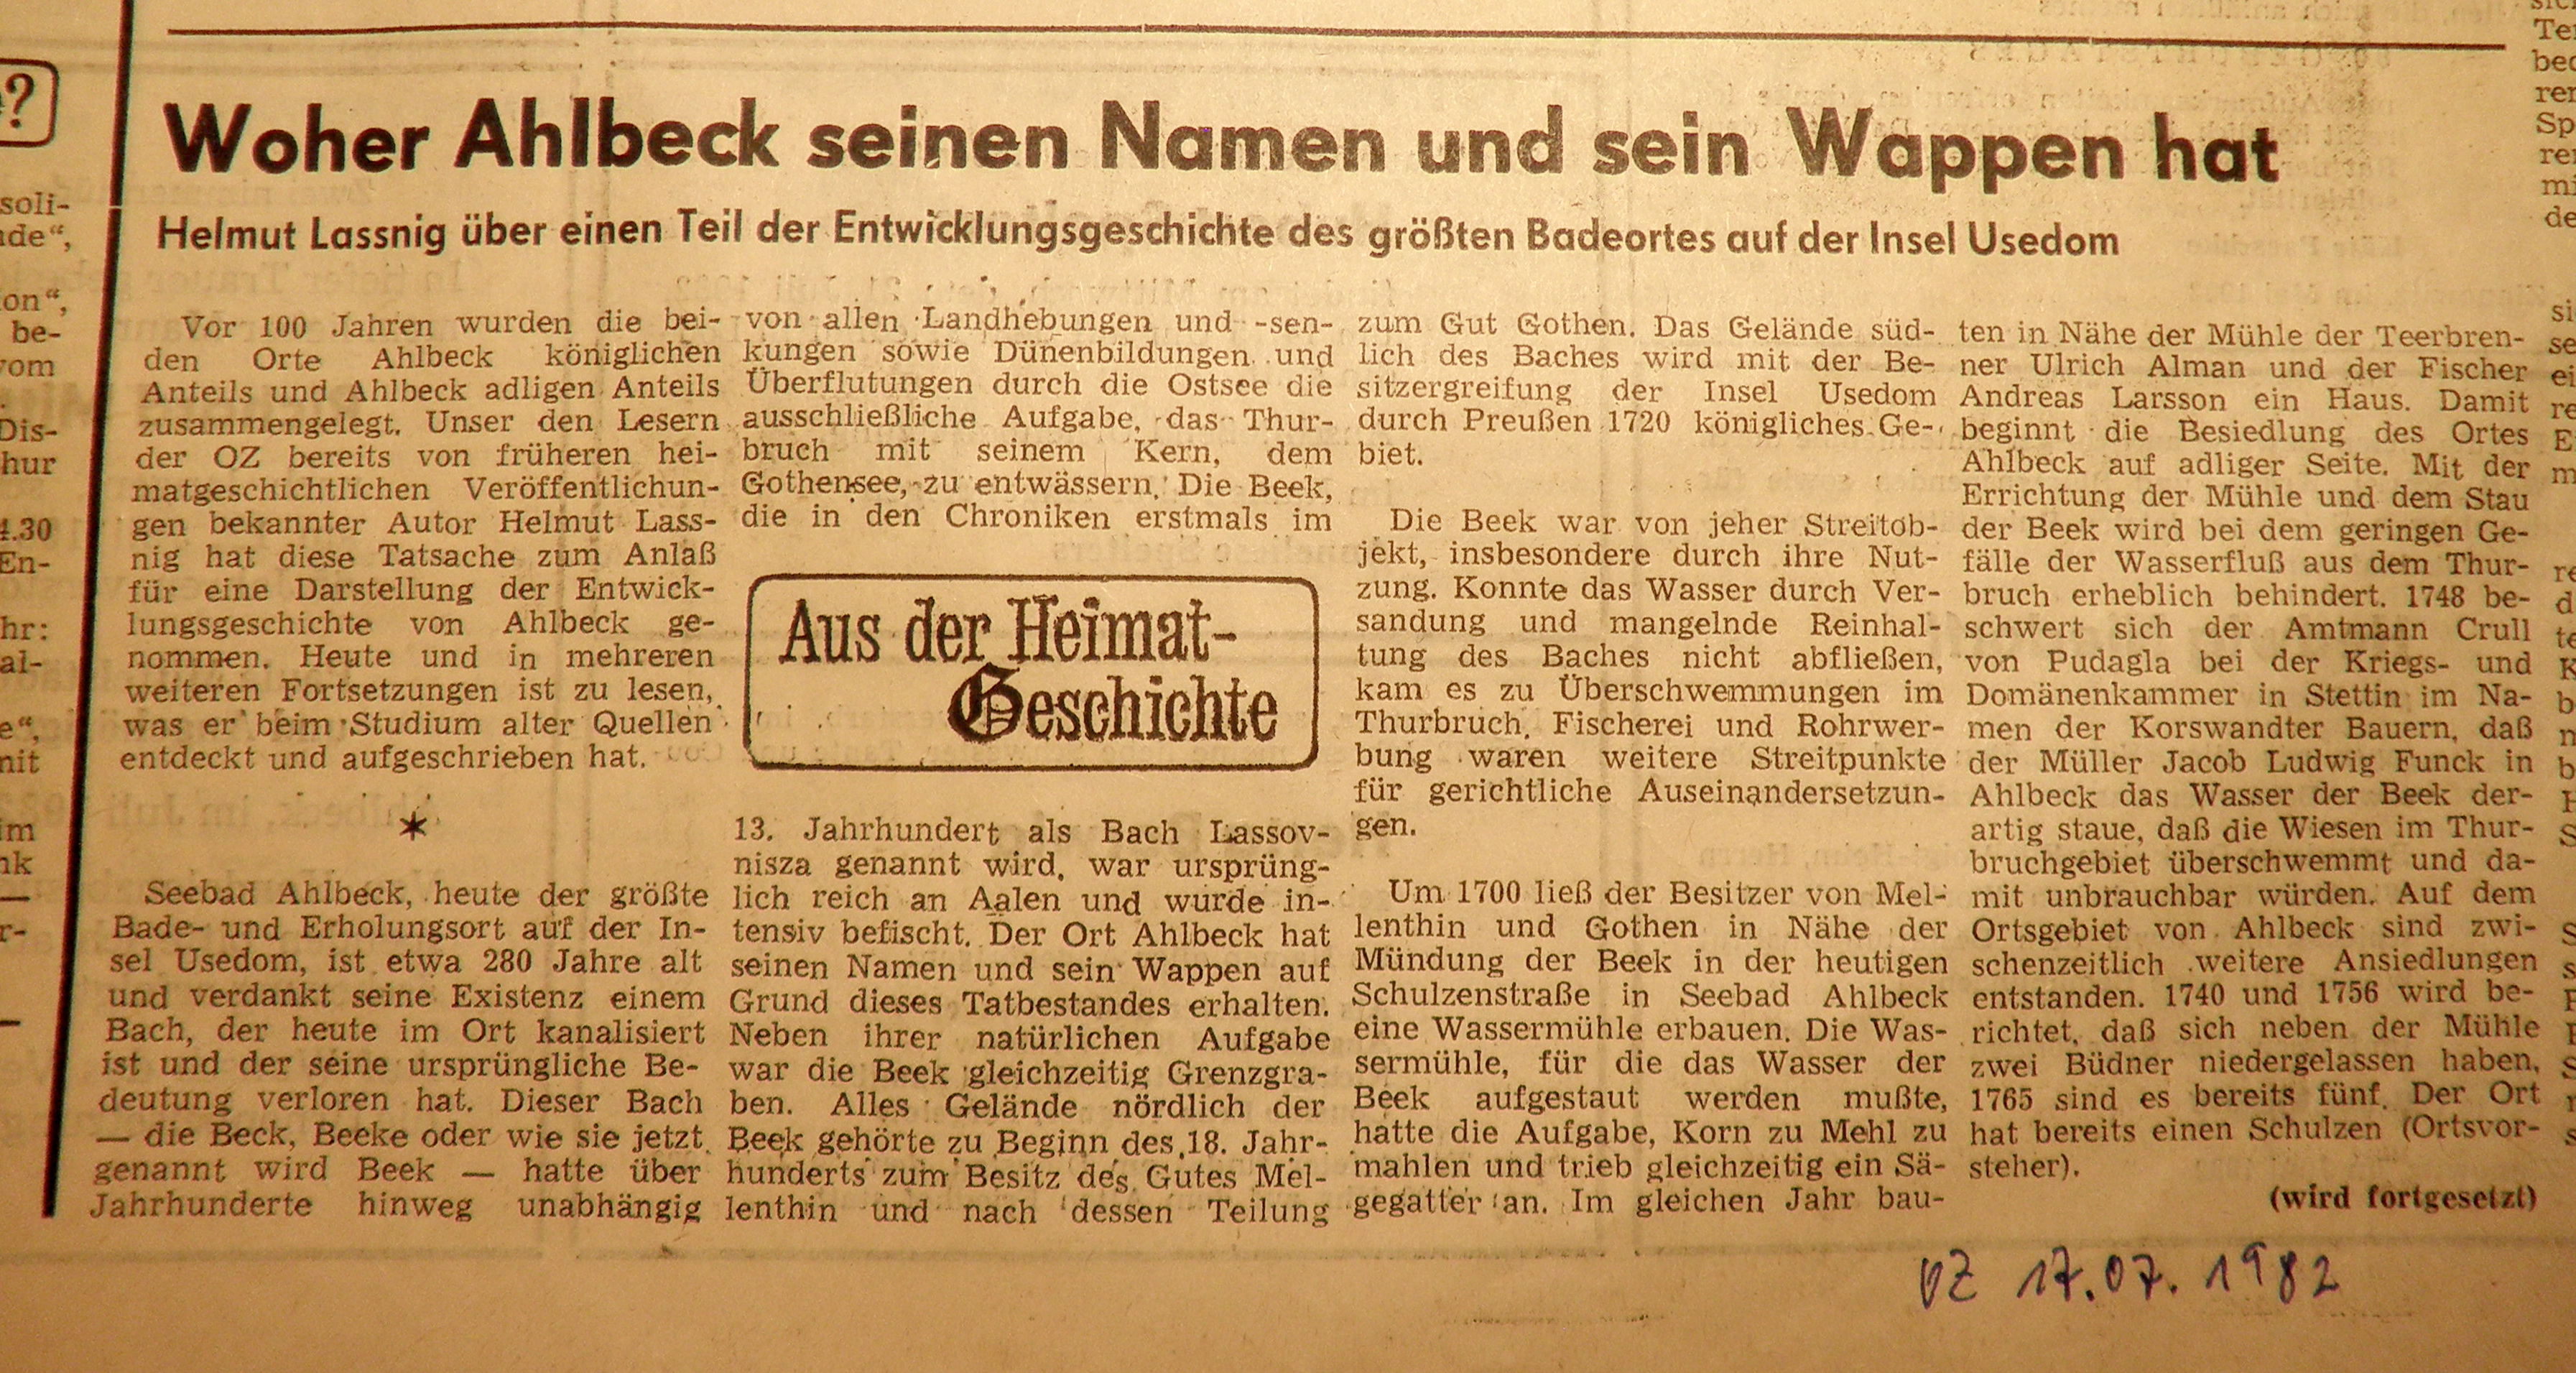 Woher Ahlbeck seinen Namen und sein Wappen hat
Helmut Lassnig über einen Teil der Entwicklungsgeschichte des größten Badeortes auf der Insel Usedom
Vor 100 Jahren wurden die bei-
den Orte Ahlbeck königlichen
Anteils und Ahlbeck adligen Anteils
zusammengelegt. Unser den Lesern
der OZ bereits von früheren hei-
matgeschichtlichen Veröffentlichun-
gen bekannter Autor Helmut Lass-
nig hat diese Tatsache zum Anlaß
für eine Darstellung der Entwick-
lungsgeschichte von Ahlbeck ge-
nommen. Heute und in mehreren
weiteren Fortsetzungen ist zu lesen,
was er beim Studium alter Quellen
entdeckt und aufgeschrieben hat.
*
Seebad Ahlbeck, heute der größte
Bade- und Erholungsort auf der In-
sel Usedom, ist etwa 280 Jahre alt
und verdankt seine Existenz einem
Bach, der heute im Ort kanalisiert
ist und der seine ursprüngliche Be-
deutung verloren hat. Dieser Bach
— die Beck, Beeke oder wie sie jetzt
genannt wird Beek — hatte über
Jahrhunderte hinweg unabhängig
von allen Landhebungen und -sen-
kungen sowie Dünenbildungen und
Überflutungen durch die Ostsee die
ausschließliche Aufgabe, das Thur-
bruch mit seinem Kern, dem
Gothensee, zu entwässern. Die Beek,
die in den Chroniken erstmals im
Aus der Heimat-
Geschichte
13. Jahrhundert als Bach Lassov-
nisza genannt wird, war ursprüng-
lich reich an Aalen und wurde in-
tensiv befischt. Der Ort Ahlbeck hat
seinen Namen und sein Wappen auf
Grund dieses Tatbestandes erhalten.
Neben ihrer natürlichen Aufgabe
war die Beek gleichzeitig Grenzgra-
ben. Alles Gelände nördlich der
Beek gehörte zu Beginn des 18. Jahr-
hunderts zum Besitz des Gutes Mel-
lenthin und nach dessen Teilung
zum Gut Gothen. Das Gelände süd-
lich des Baches wird mit der Be-
sitzergreifung der Insel Usedom
durch Preußen 1720 königliches Ge-
biet.
Die Beek war von jeher Streitob-
jekt, insbesondere durch ihre Nut-
zung. Konnte das Wasser durch Ver-
sandung und mangelnde Reinhal-
tung des Baches nicht abfließen,
kam es zu Überschwemmungen im
Thurbruch. Fischerei und Rohrwer-
bung waren weitere Streitpunkte
für gerichtliche Auseinandersetzun-
gen.
Um 1700 ließ der Besitzer von Mel-
lenthin und Gothen in Nähe der
Mündung der Beek in der heutigen
Schulzenstraße in Seebad Ahlbeck
eine Wassermühle erbauen. Die Was-
sermühle, für die das Wasser der
Beek aufgestaut werden mußte,
hatte die Aufgabe, Korn zu Mehl zu
mahlen und trieb gleichzeitig ein Sä-
gegatter an. Im gleichen Jahr bau-
ten in Nähe der Mühle der Teerbren-
ner Ulrich Alman und der Fischer
Andreas Larsson ein Haus. Damit
beginnt die Besiedlung des Ortes
Ahlbeck auf adliger Seite. Mit der
Errichtung der Mühle und dem Stau
der Beek wird bei dem geringen Ge-
fälle der Wasserfluß aus dem Thur-
bruch erheblich behindert. 1748 be-
schwert sich der Amtmann Crull
von Pudagla bei der Kriegs- und
Domänenkammer in Stettin im Na-
men der Korswandter Bauern, daß
der Müller Jacob Ludwig Funck in
Ahlbeck das Wasser der Beek der-
artig staue, daß die Wiesen im Thur-
bruchgebiet überschwemmt und da-
mit unbrauchbar würden. Auf dem
Ortsgebiet von Ahlbeck sind zwi-
schenzeitlich weitere Ansiedlungen
entstanden. 1740 und 1756 wird be-
richtet, daß sich neben der Mühle
zwei Büdner niedergelassen haben,
1765 sind es bereits fünf. Der Ort
hat bereits einen Schulzen (Ortsvor-
steher).
(wird fortgesetzt)
OZ 17.07.1982